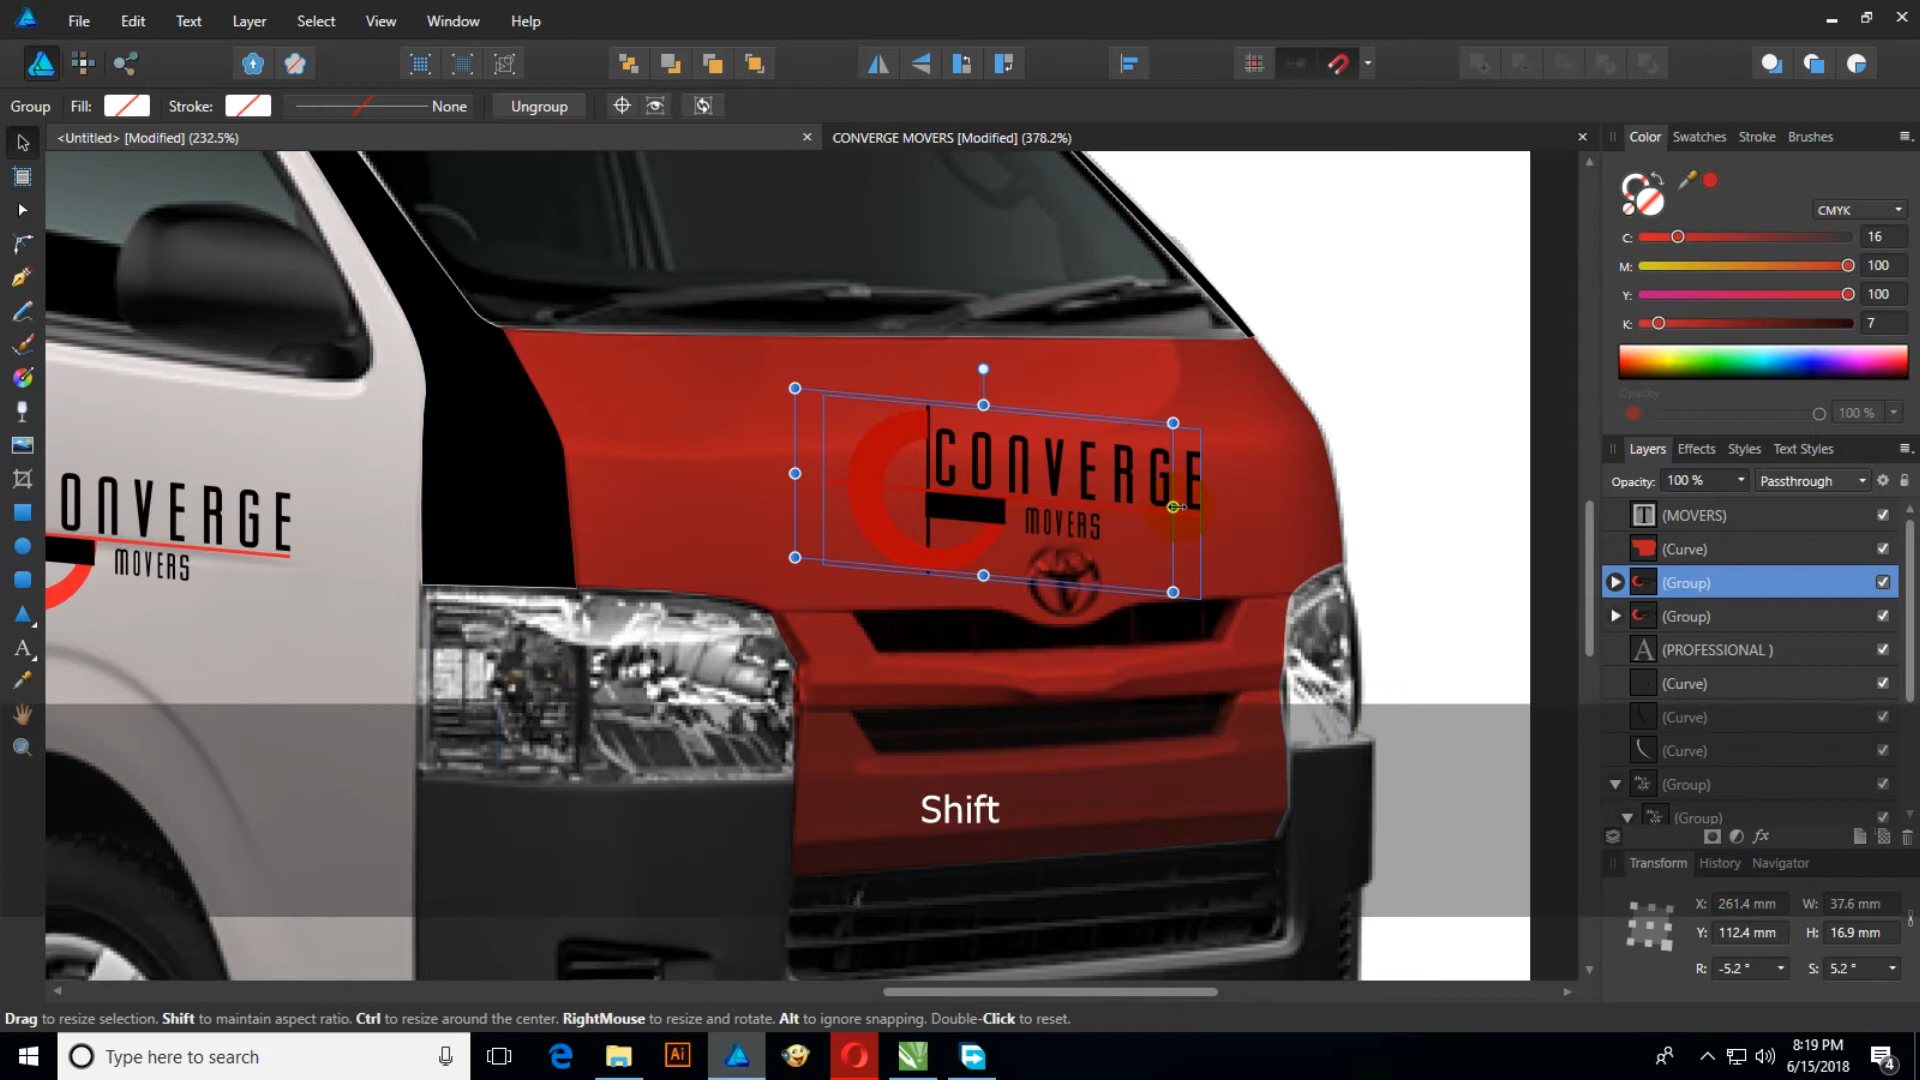 File Edit Text Layer Select View Window Help
Group Fill: Stroke: None Ungroup
<Untitled> [Modified] (232.5%)
CONVERGE MOVERS [Modified] (378.2%)
Color Swatches Stroke Brushes
CMYK
C: 16
M: 100
Y: 100
K: 7
Opacity
100 %
Layers Effects Styles Text Styles
Opacity: 100 % Passthrough
(MOVERS)
(Curve)
(Group)
(Group)
(PROFESSIONAL )
(Curve)
(Curve)
(Curve)
(Group)
(Group)
fx
Transform History Navigator
X: 261.4 mm W: 37.6 mm
Y: 112.4 mm H: 16.9 mm
R: -5.2 ° S: 5.2 °
CONVERGE
MOVERS
ONVERGE
MOVERS
Shift
Drag to resize selection. Shift to maintain aspect ratio. Ctrl to resize around the center. RightMouse to resize and rotate. Alt to ignore snapping. Double-Click to reset.
Type here to search
Ai
8:19 PM
6/15/2018
4